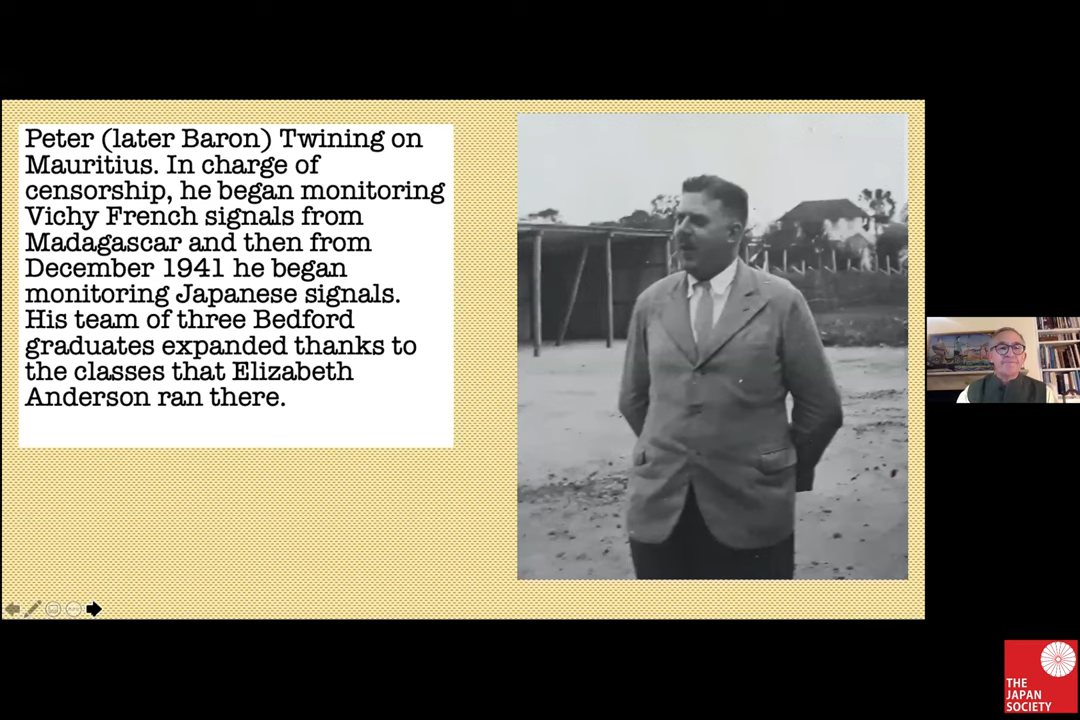 Peter (later Baron) Twining on
Mauritius. In charge of
censorship, he began monitoring
Vichy French signals from
Madagascar and then from
December 1941 he began
monitoring Japanese signals.
His team of three Bedford
graduates expanded thanks to
the classes that Elizabeth
Anderson ran there.
THE
JAPAN
SOCIETY